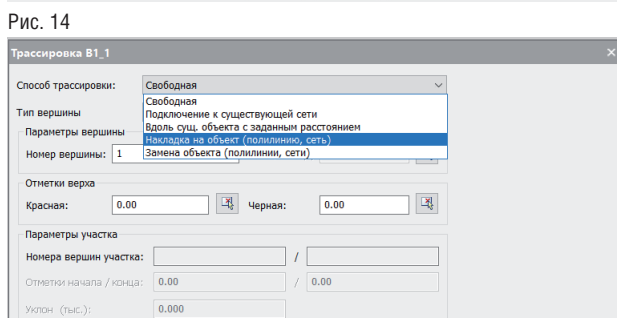 Рис. 14
Трассировка В1_1
Способ трассировки: Свободная
Свободная
Подключение к существующей сети
Тип вершины
Вдоль сущ. объекта с заданным расстоянием
Параметры вершины
Накладка на объект (полилинию, сеть)
Номер вершины: 1
Замена объекта (полилинии, сети)
Отметки верха
Красная: 0.00 Черная: 0.00
Параметры участка
Номера вершин участка: /
Отметки начала / конца: 0.00 / 0.00
Уклон (тыс.): 0.000